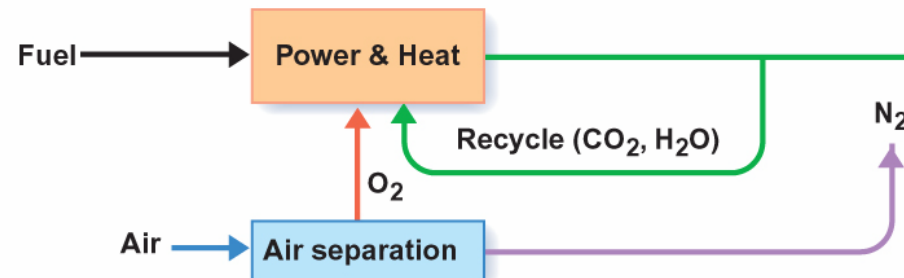 Fuel
Power & Heat
N₂
Recycle (CO₂, H₂O)
O₂
Air
Air separation